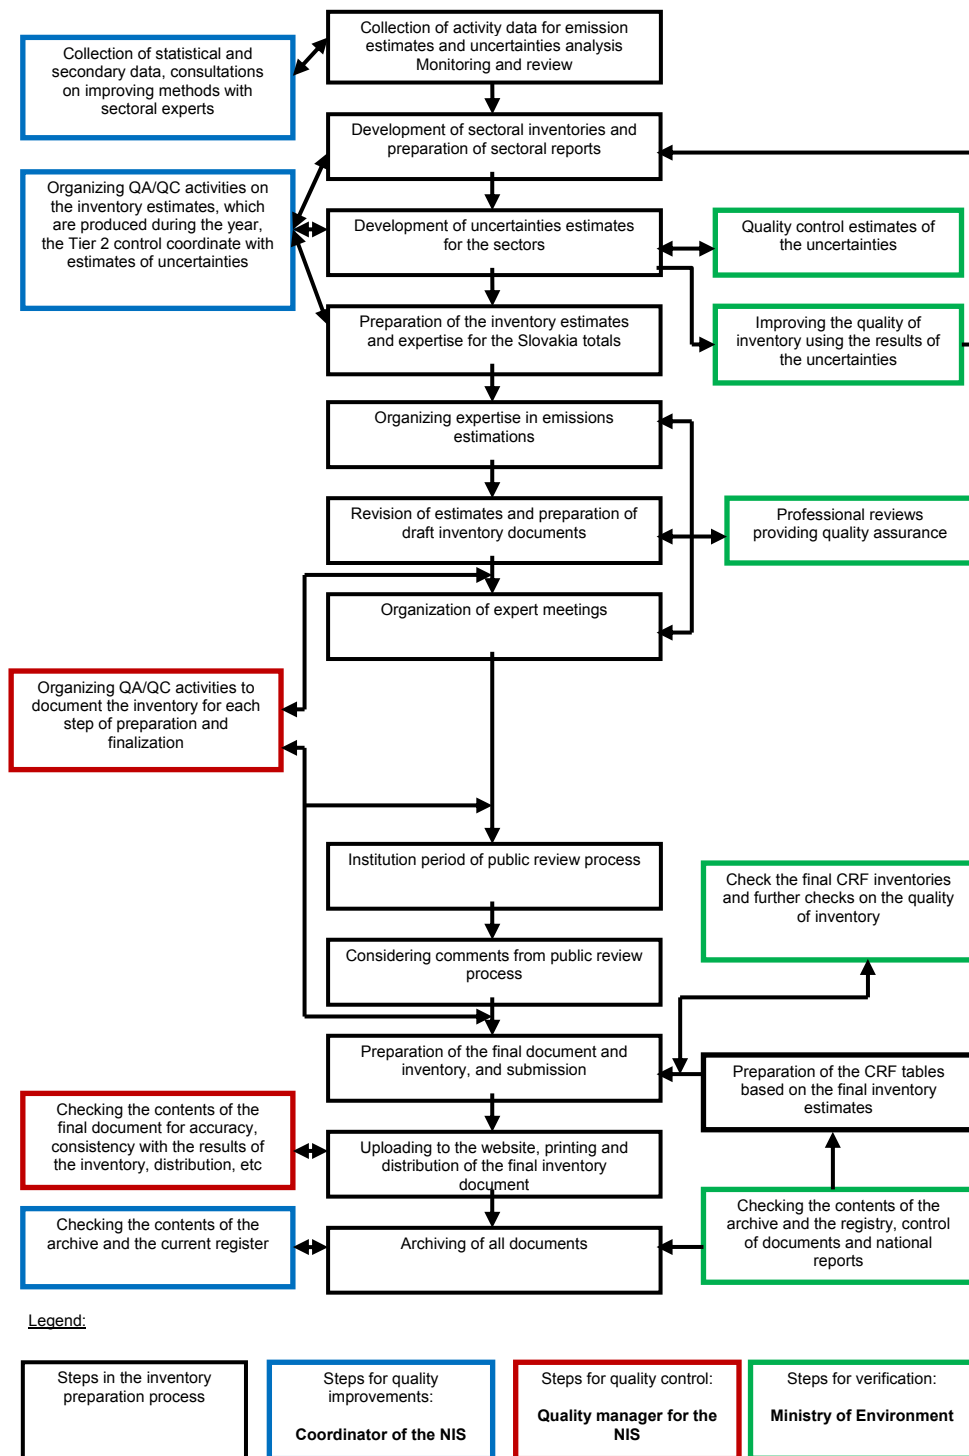 Collection of activity data for emission
estimates and uncertainties analysis
Monitoring and review
Collection of statistical and
secondary data, consultations
on improving methods with
sectoral experts
Development of sectoral inventories and
preparation of sectoral reports
Organizing QA/QC activities on
the inventory estimates, which
are produced during the year,
the Tier 2 control coordinate with
estimates of uncertainties
Development of uncertainties estimates
for the sectors
Quality control estimates of
the uncertainties
Preparation of the inventory estimates
and expertise for the Slovakia totals
Improving the quality of
inventory using the results of
the uncertainties
Organizing expertise in emissions
estimations
Revision of estimates and preparation of
draft inventory documents
Professional reviews
providing quality assurance
Organization of expert meetings
Organizing QA/QC activities to
document the inventory for each
step of preparation and
finalization
Institution period of public review process
Check the final CRF inventories
and further checks on the quality
of inventory
Considering comments from public review
process
Preparation of the final document and
inventory, and submission
Preparation of the CRF tables
based on the final inventory
estimates
Checking the contents of the
final document for accuracy,
consistency with the results of
the inventory, distribution, etc
Uploading to the website, printing and
distribution of the final inventory
document
Checking the contents of the
archive and the registry, control
of documents and national
reports
Checking the contents of the
archive and the current register
Archiving of all documents
Legend:
Steps in the inventory
preparation process
Steps for quality
improvements:
Coordinator of the NIS
Steps for quality control:
Quality manager for the
NIS
Steps for verification:
Ministry of Environment